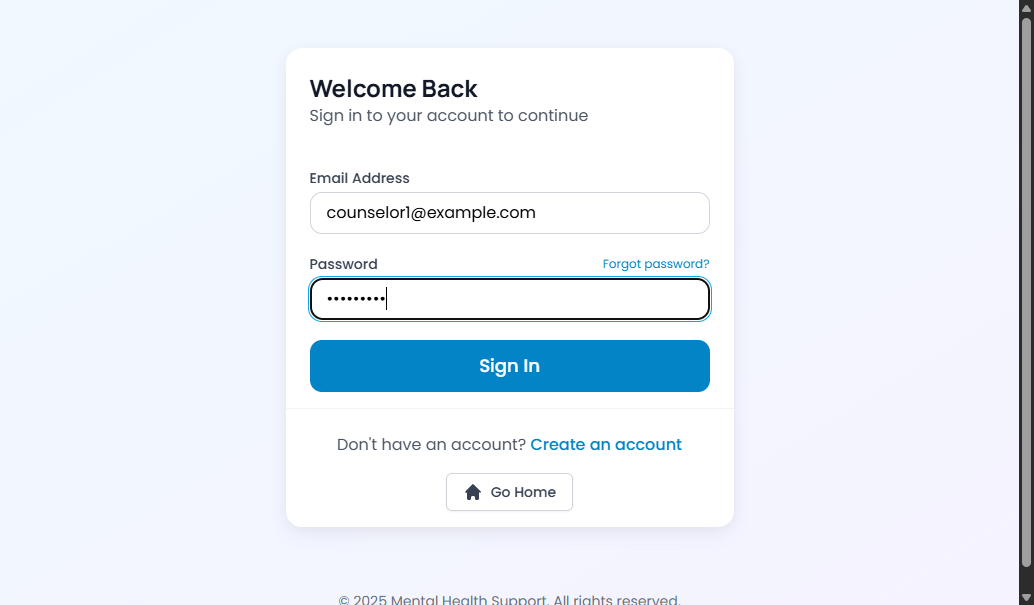 Welcome Back
Sign in to your account to continue
Email Address
counselor1@example.com
Password Forgot password?
•••••••••
Sign In
Don't have an account? Create an account
Go Home
© 2025 Mental Health Support. All rights reserved.